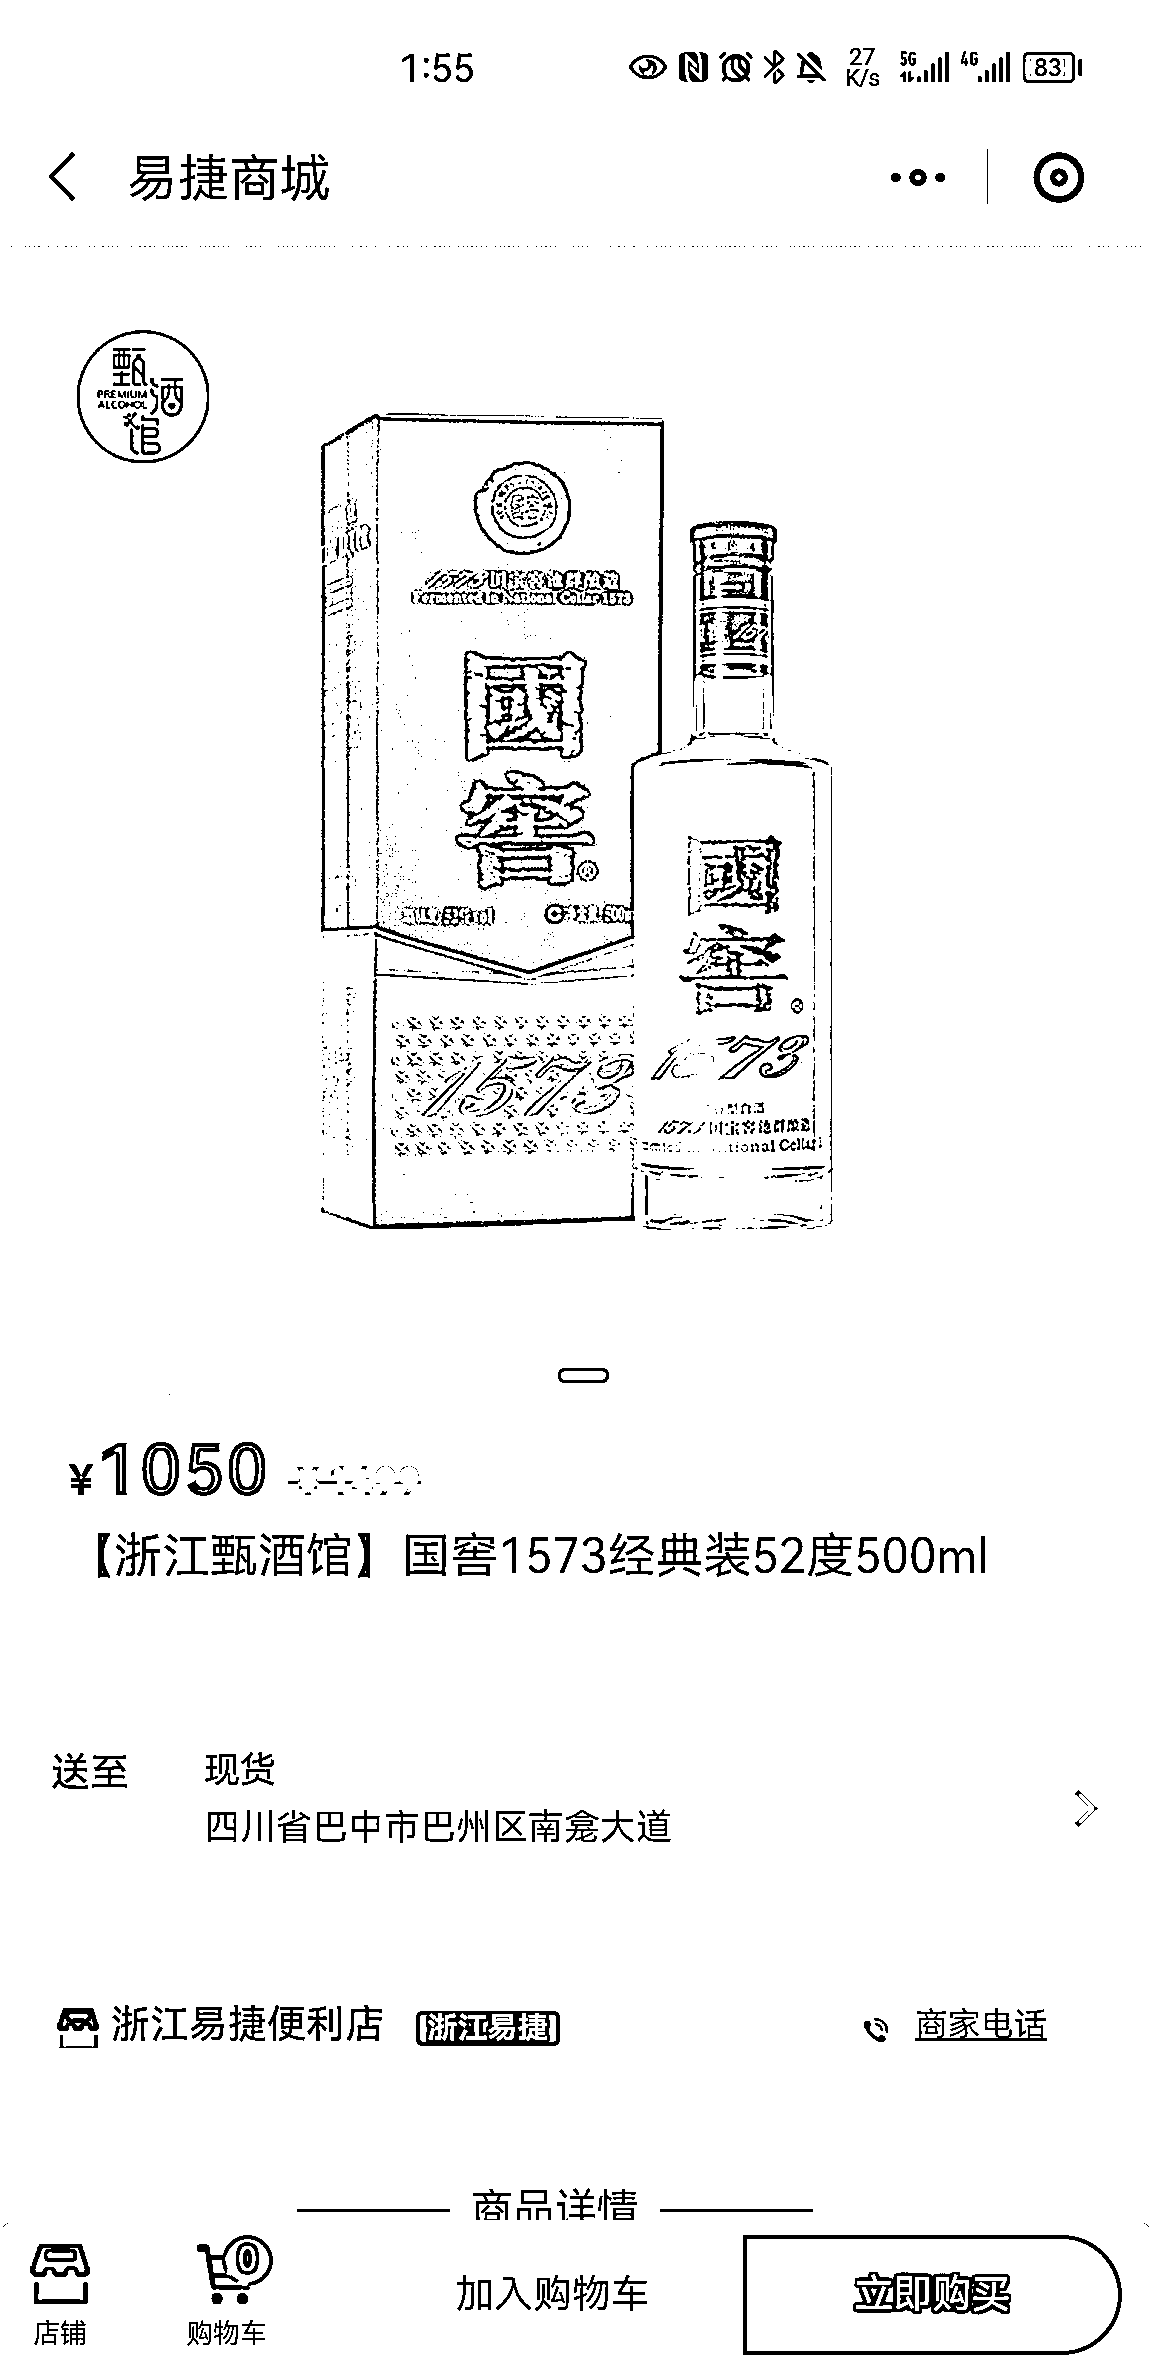 1:55
27
K/s
5G
4G
83
易捷商城
甄酒馆
PREMIUM
ALCOHOL
1573国宝窖池群酿造
Fermented in National Cellar 1573
國窖
1573
國窖
1573
1573国宝窖池群酿造
¥1050
【浙江甄酒馆】国窖1573经典装52度500ml
送至
现货
四川省巴中市巴州区南龛大道
浙江易捷便利店
浙江易捷
商家电话
商品详情
0
店铺
购物车
加入购物车
立即购买